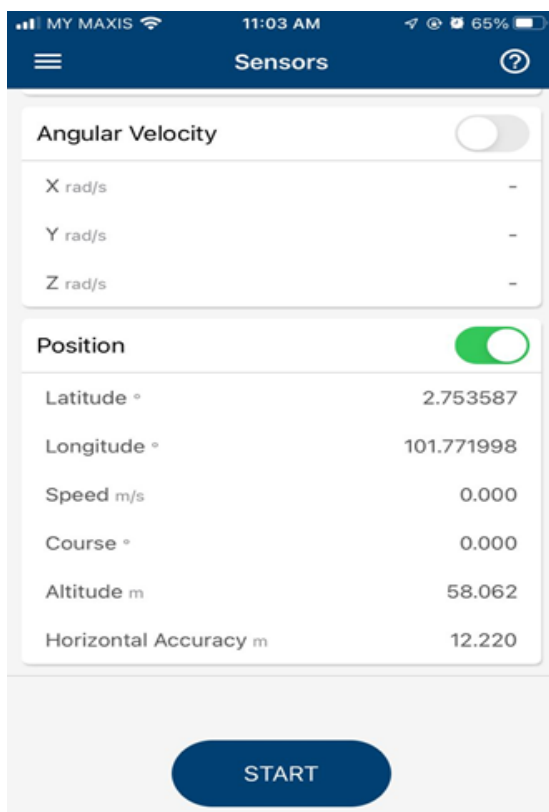 MY MAXIS 11:03 AM 65%
Sensors
Angular Velocity
X rad/s -
Y rad/s -
Z rad/s -
Position
Latitude ° 2.753587
Longitude ° 101.771998
Speed m/s 0.000
Course ° 0.000
Altitude m 58.062
Horizontal Accuracy m 12.220
START